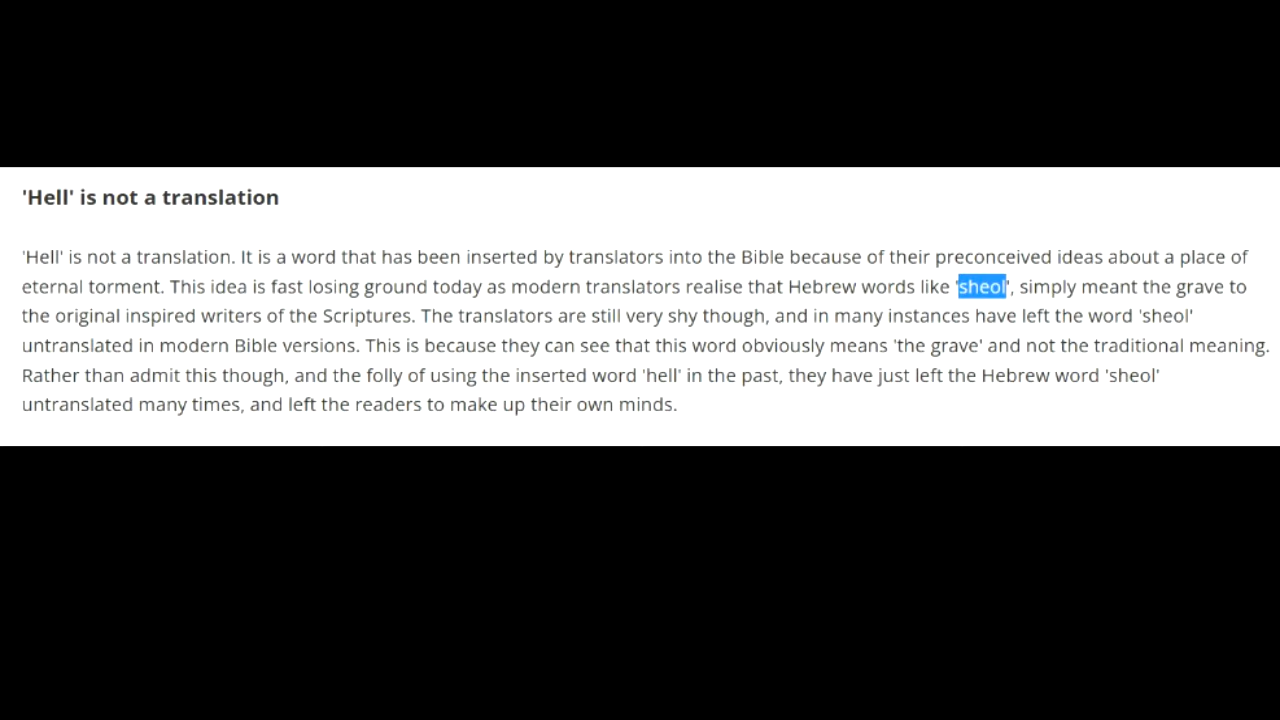 'Hell' is not a translation
'Hell' is not a translation. It is a word that has been inserted by translators into the Bible because of their preconceived ideas about a place of
eternal torment. This idea is fast losing ground today as modern translators realise that Hebrew words like 'sheol', simply meant the grave to
the original inspired writers of the Scriptures. The translators are still very shy though, and in many instances have left the word 'sheol'
untranslated in modern Bible versions. This is because they can see that this word obviously means 'the grave' and not the traditional meaning.
Rather than admit this though, and the folly of using the inserted word 'hell' in the past, they have just left the Hebrew word 'sheol'
untranslated many times, and left the readers to make up their own minds.